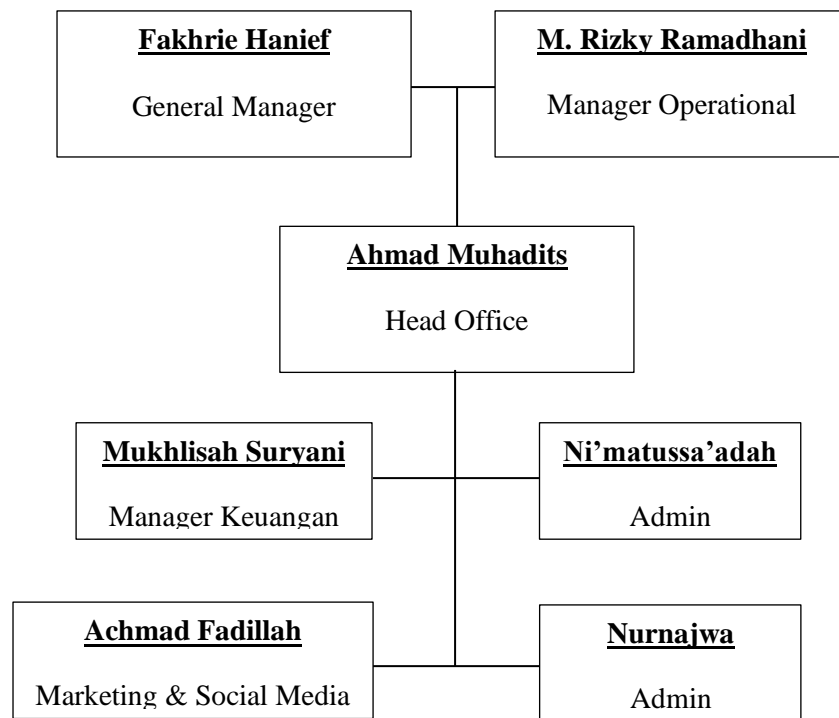 Fakhrie Hanief
General Manager
M. Rizky Ramadhani
Manager Operational
Ahmad Muhadits
Head Office
Mukhlisah Suryani
Manager Keuangan
Ni’matussa’adah
Admin
Achmad Fadillah
Marketing & Social Media
Nurnajwa
Admin